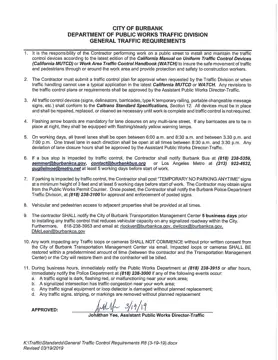 CITY OF BURBANK
DEPARTMENT OF PUBLIC WORKS TRAFFIC DIVISION
GENERAL TRAFFIC REQUIREMENTS
1. It is the responsibility of the Contractor performing work on a public street to install and maintain the traffic
control devices according to the latest edition of the California Manual on Uniform Traffic Control Devices
(California MUTCD) or Work Area Traffic Control Handbook (WATCH) to insure the safe movement of traffic
and pedestrians through or around the work area and provide protection and safety to construction workers.
2. The Contractor must submit a traffic control plan for approval when requested by the Traffic Division or when
traffic handling cannot use a typical application in the latest California MUTCD or WATCH. Any revisions to
the traffic control plans or requirements shall be approved by the Assistant Public Works Director-Traffic.
3. All traffic control devices (signs, delineators, barricades, type K temporary railing, portable changeable message
signs, etc.) shall conform to the Caltrans Standard Specifications, Section 12. All devices must be in place
and shall be repaired, replaced, or cleaned as necessary until work is complete and traffic control is not required.
4. Flashing arrow boards are mandatory for lane closures on any multi-lane street. If any barricades are to be in
place at night, they shall be equipped with flashing/steady yellow warning lamps.
5. On working days, all travel lanes shall be open between 6:00 a.m. and 8:30 a.m. and between 3:30 p.m. and
7:00 p.m. One travel lane in each direction shall be open at all times between 8:30 a.m. and 3:30 p.m. Any
deviation of lane closure hours shall be approved by the Assistant Public Works Director-Traffic.
6. If a bus stop is impacted by traffic control, the Contractor shall notify Burbank Bus at (818) 238-5359,
or Los Angeles Metro at (213) 922-4632,
at least 5 working days before start of work.
7. If parking is impacted by traffic control, the Contractor shall post "TEMPORARY NO PARKING ANYTIME" signs
at a minimum height of 3 feet and at least 5 working days before start of work. The Contractor may obtain signs
from the Public Works Permit Counter. Once posted, the Contractor shall notify the Burbank Police Department
Traffic Division, at (818) 238-3100 for approval and enforcement of posted signs.
8. Vehicular and pedestrian access to adjacent properties shall be provided at all times.
9. The contractor SHALL notify the City of Burbank Transportation Management Center 5 business days prior
to installing any traffic control that reduces vehicular capacity on any signalized roadway within the City.
Furthermore, 818-238-3953 and email at
10. Any work impacting any Traffic loops or cameras SHALL NOT COMMENCE without prior written consent from
the City of Burbank Transportation Management Center via email. Impacted loops or cameras SHALL BE
restored within a predetermined amount of time (between the contractor and the Transportation Management
Center) or the City will restore them and the contractor will be billed.
11. During business hours, immediately notify the Public Works Department at (818) 238-3915 or after hours,
immediately notify the Police Department at (818) 238-3000 if any of the following events occur:
a. A traffic signal is dark, flashing red, or malfunctioning near your work area;
b. A signalized intersection has traffic congestion near your work area;
c. Any traffic signal equipment or loop detector is damaged without planned replacement;
d. Any traffic signs, striping, or markings are removed without planned replacement
APPROVED: 3/19/19
Johnathan Yee, Assistant Public Works Director-Traffic
Revised 03/19/2019